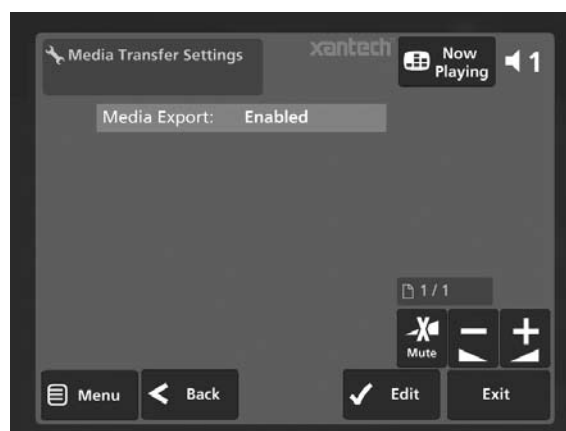 Media Transfer Settings
xantech
Now
Playing
1
Media Export: Enabled
1 / 1
Mute
Menu
Back
Edit
Exit